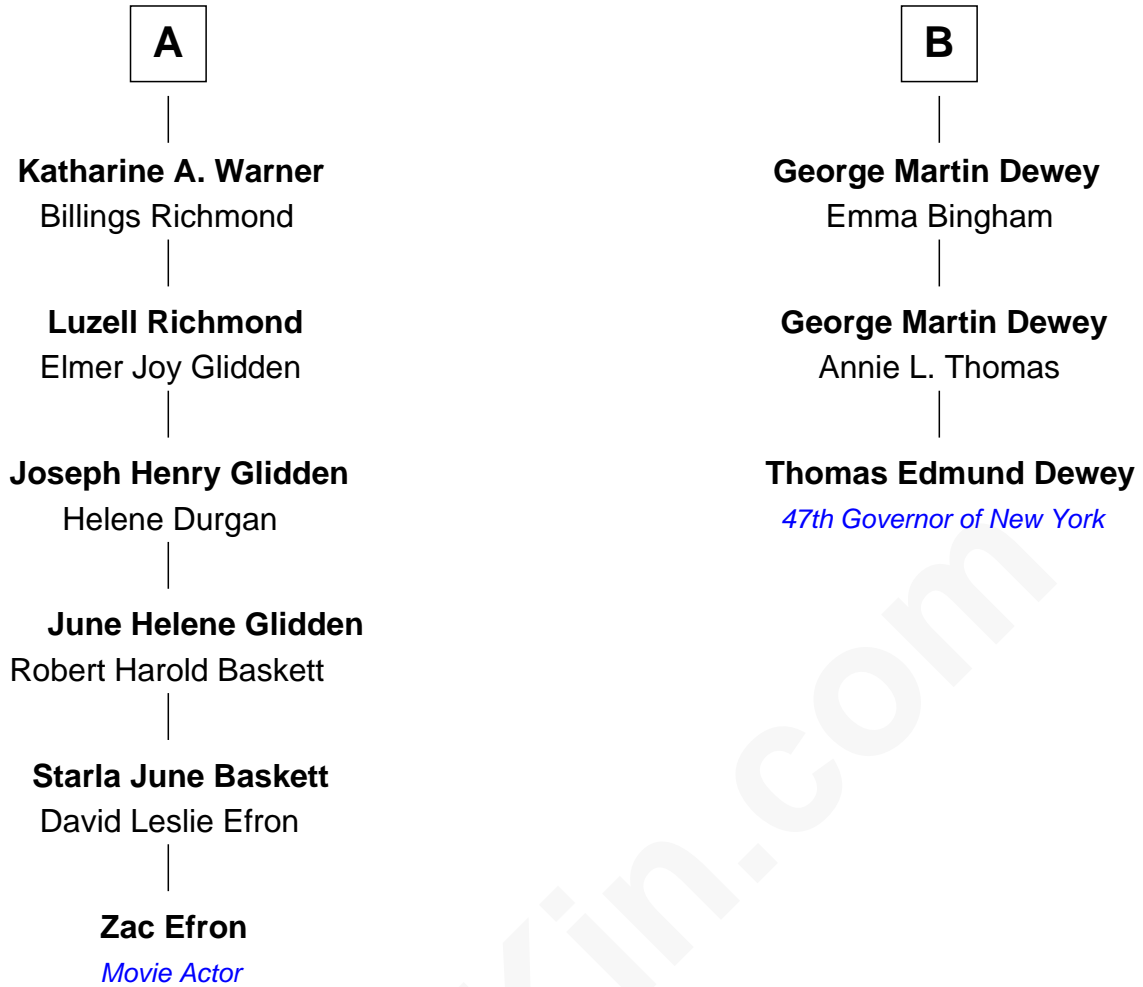 A
Katharine A. Warner
Billings Richmond
Luzell Richmond
Elmer Joy Glidden
Joseph Henry Glidden
Helene Durgan
June Helene Glidden
Robert Harold Baskett
Starla June Baskett
David Leslie Efron
Zac Efron
Movie Actor
B
George Martin Dewey
Emma Bingham
George Martin Dewey
Annie L. Thomas
Thomas Edmund Dewey
47th Governor of New York
Kin.com